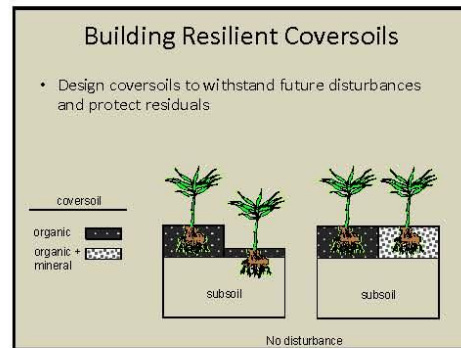 Building Resilient Coversoils
• Design coversoils to withstand future disturbances
and protect residuals
coversoil
organic
organic +
mineral
subsoil
subsoil
No disturbance